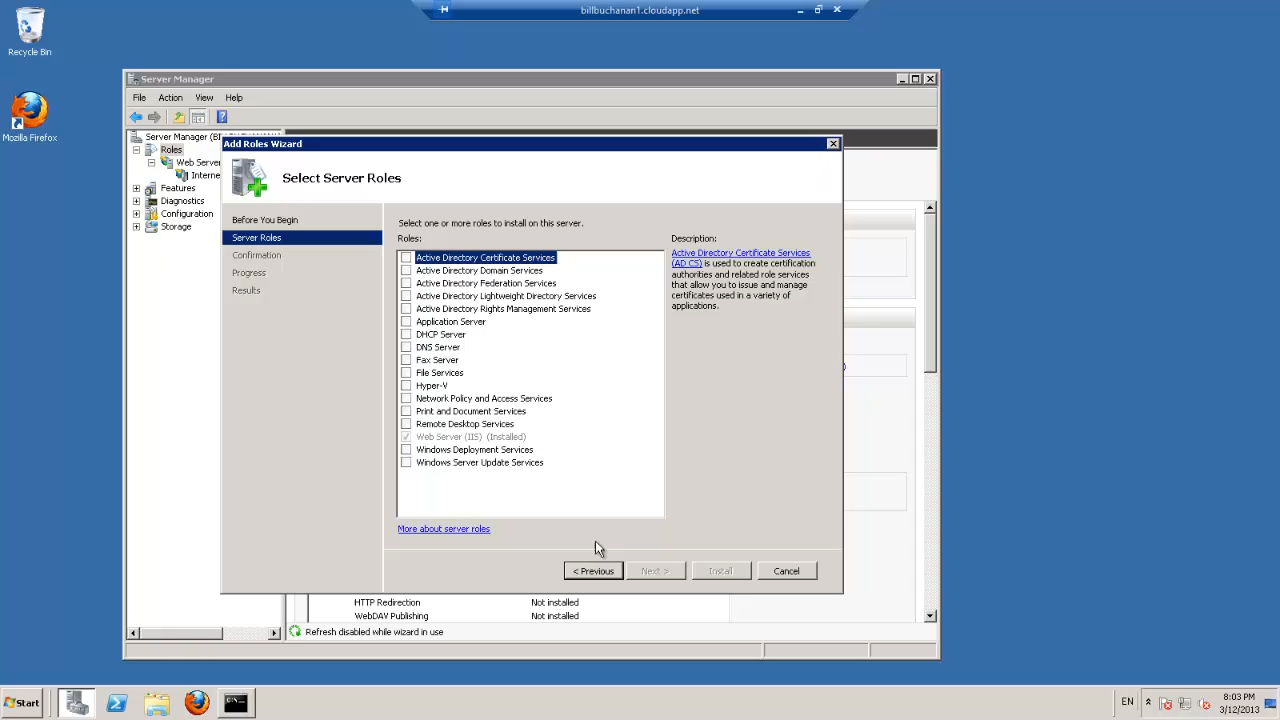 billbuchanan1.cloudapp.net
Recycle Bin
Mozilla Firefox
Server Manager
File Action View Help
Server Manager (BI
Roles
Web Server
Interne
Features
Diagnostics
Configuration
Storage
Add Roles Wizard
Select Server Roles
Before You Begin
Server Roles
Confirmation
Progress
Results
Select one or more roles to install on this server.
Roles:
Active Directory Certificate Services
Active Directory Domain Services
Active Directory Federation Services
Active Directory Lightweight Directory Services
Active Directory Rights Management Services
Application Server
DHCP Server
DNS Server
Fax Server
File Services
Hyper-V
Network Policy and Access Services
Print and Document Services
Remote Desktop Services
Web Server (IIS) (Installed)
Windows Deployment Services
Windows Server Update Services
More about server roles
Description:
Active Directory Certificate Services
(AD CS) is used to create certification
authorities and related role services
that allow you to issue and manage
certificates used in a variety of
applications.
< Previous
Next >
Install
Cancel
HTTP Redirection Not installed
WebDAV Publishing Not installed
Refresh disabled while wizard in use
Start
EN
8:03 PM
3/12/2013